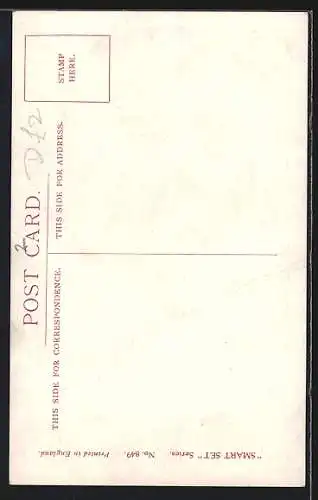 POST CARD.
THIS SIDE FOR CORRESPONDENCE.
THIS SIDE FOR ADDRESS.
STAMP
HERE.
"SMART SET" Series. No. 849. Printed in England.